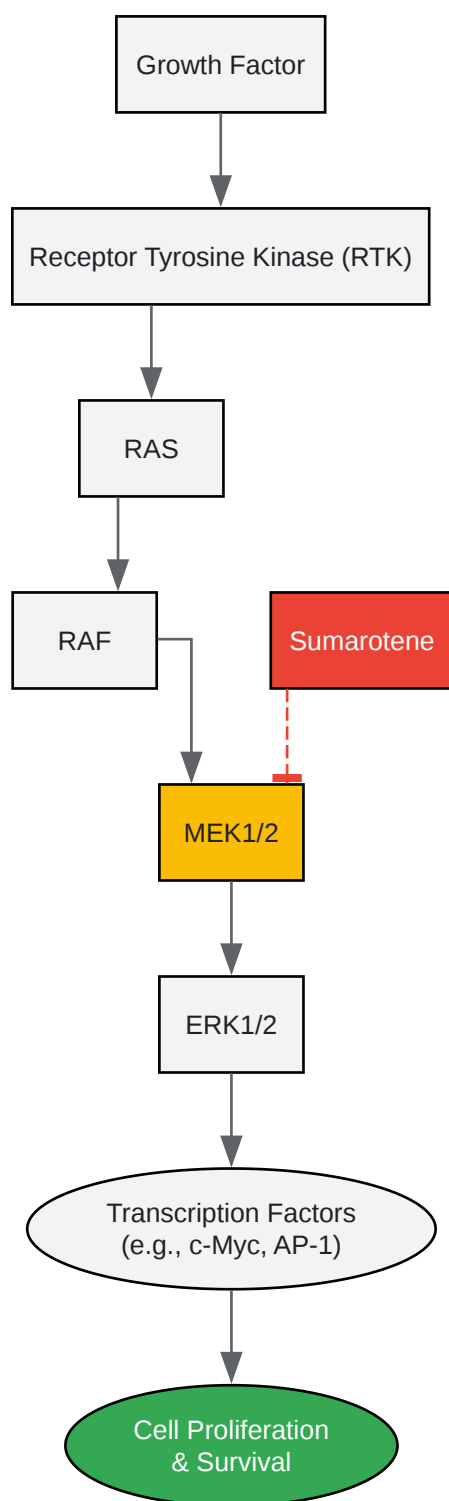 Growth Factor
Receptor Tyrosine Kinase (RTK)
RAS
RAF
Sumarotene
MEK1/2
ERK1/2
Transcription Factors
(e.g., c-Myc, AP-1)
Cell Proliferation
& Survival